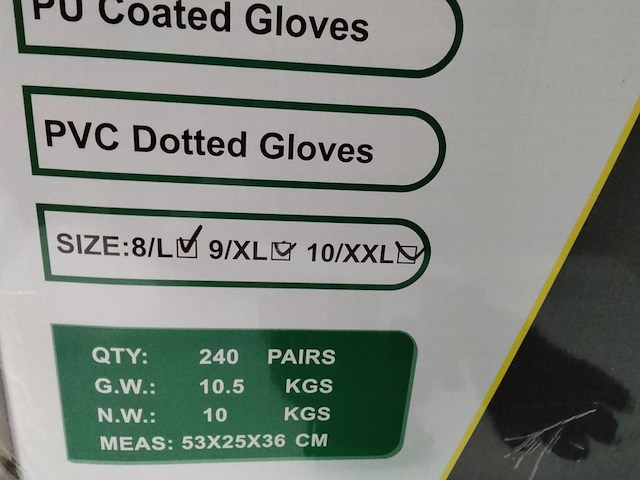 PU Coated Gloves
PVC Dotted Gloves
SIZE:8/L☑ 9/XL☑ 10/XXL☑
QTY: 240 PAIRS
G.W.: 10.5 KGS
N.W.: 10 KGS
MEAS: 53X25X36 CM